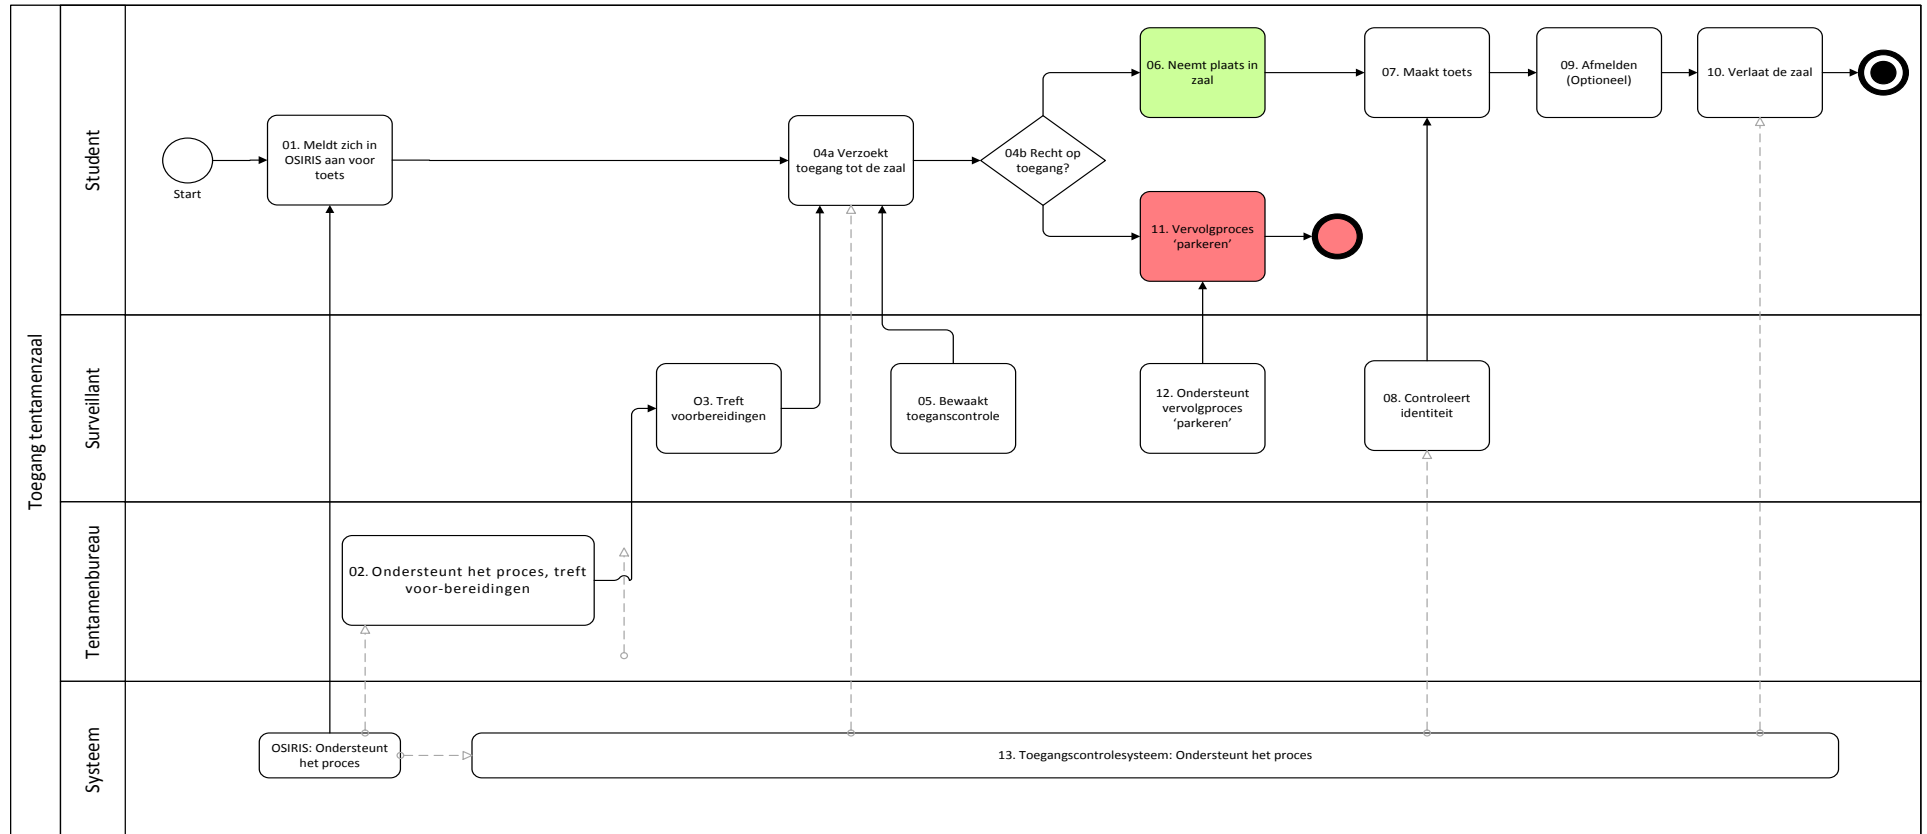 Toegang tentamenzaal
Student
Start
01. Meldt zich in
OSIRIS aan voor
toets
04a Verzoekt
toegang tot de zaal
04b Recht op
toegang?
06. Neemt plaats in
zaal
07. Maakt toets
09. Afmelden
(Optioneel)
10. Verlaat de zaal
11. Vervolgproces
‘parkeren’
Surveillant
O3. Treft
voorbereidingen
05. Bewaakt
toeganscontrole
12. Ondersteunt
vervolgproces
‘parkeren’
08. Controleert
identiteit
Tentamenbureau
02. Ondersteunt het proces, treft
voor-bereidingen
Systeem
OSIRIS: Ondersteunt
het proces
13. Toegangscontrolesysteem: Ondersteunt het proces